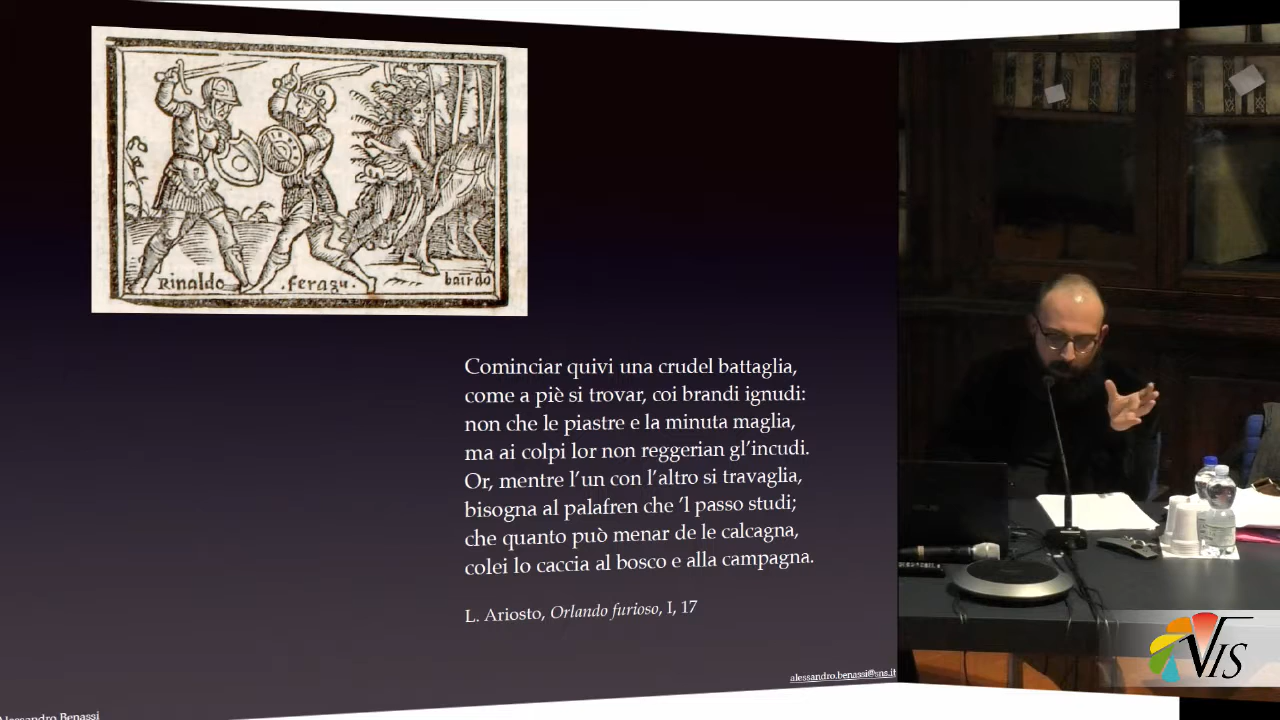 Rinaldo
.feragu.
bairdo
Cominciar quivi una crudel battaglia,
come a piè si trovar, coi brandi ignudi:
non che le piastre e la minuta maglia,
ma ai colpi lor non reggerian gl'incudi.
Or, mentre l'un con l'altro si travaglia,
bisogna al palafren che 'l passo studi;
che quanto può menar de le calcagna,
colei lo caccia al bosco e alla campagna.
L. Ariosto, Orlando furioso, I, 17
alessandro.benassi@sns.it
Alessandro Benassi
VIS